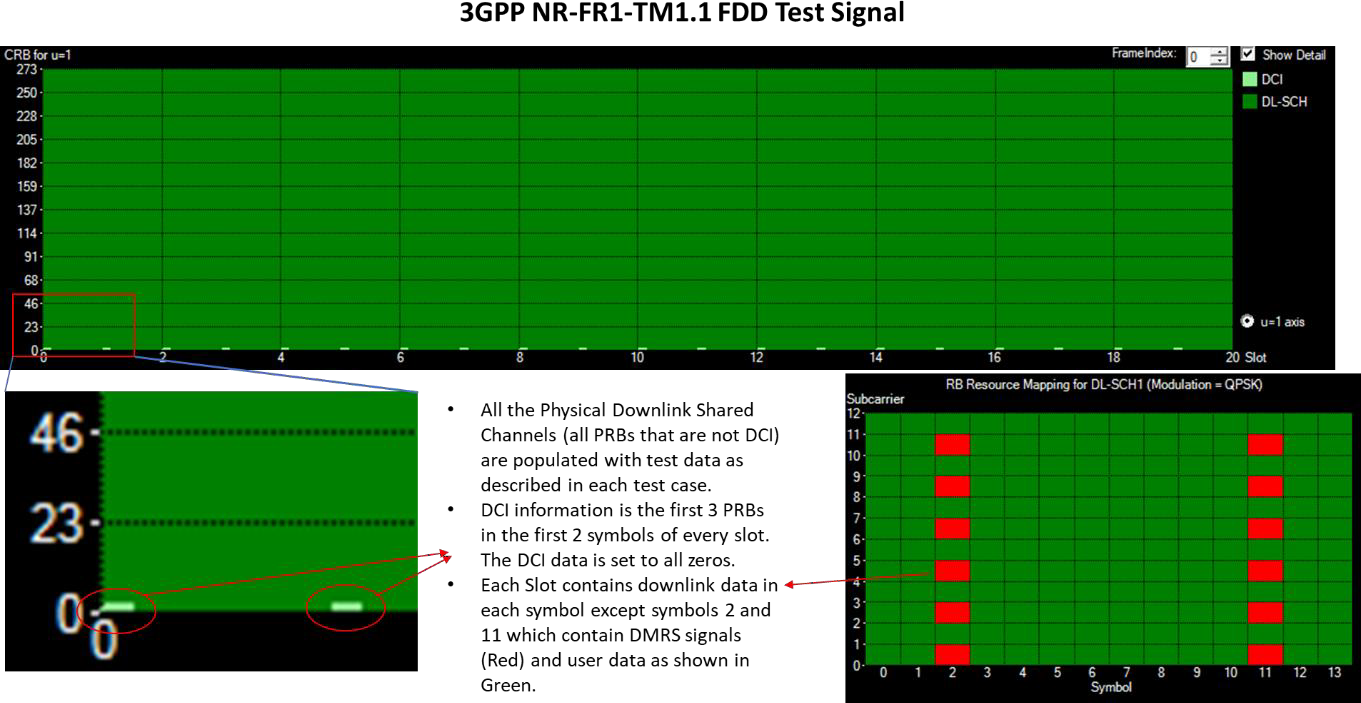 3GPP NR-FR1-TM1.1 FDD Test Signal
CRB for u=1
FrameIndex: 0 Show Detail
DCI
DL-SCH
273
250
228
205
182
159
137
114
91
68
46
23
0
u=1 axis
0 2 4 6 8 10 12 14 16 18 20 Slot
46
23
0
0
• All the Physical Downlink Shared
Channels (all PRBs that are not DCI)
are populated with test data as
described in each test case.
• DCI information is the first 3 PRBs
in the first 2 symbols of every slot.
The DCI data is set to all zeros.
• Each Slot contains downlink data in
each symbol except symbols 2 and
11 which contain DMRS signals
(Red) and user data as shown in
Green.
RB Resource Mapping for DL-SCH1 (Modulation = QPSK)
Subcarrier
12
11
10
9
8
7
6
5
4
3
2
1
0
0 1 2 3 4 5 6 7 8 9 10 11 12 13
Symbol